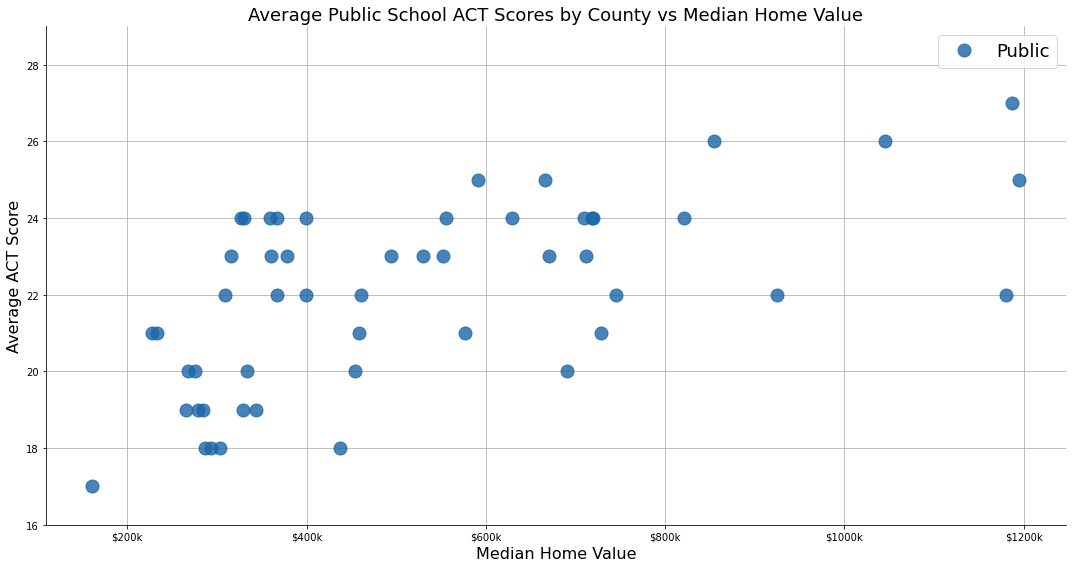 Average Public School ACT Scores by County vs Median Home Value
Public
28
26
24
22
20
18
16
Average ACT Score
$200k
$400k
$600k
$800k
$1000k
$1200k
Median Home Value